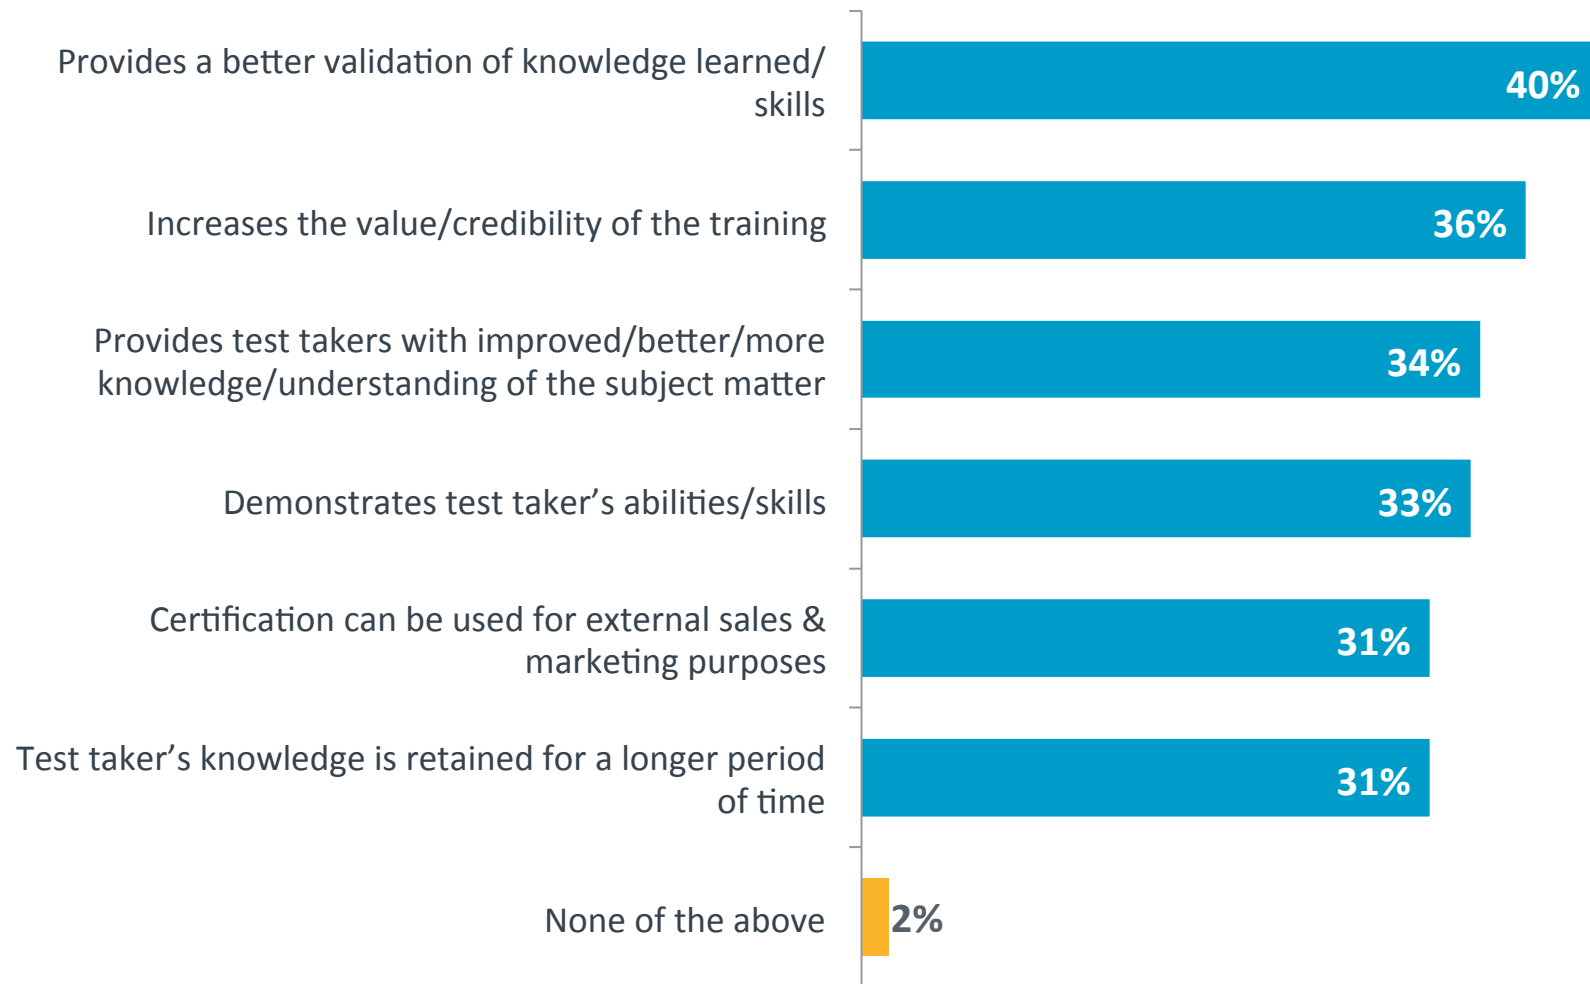 Provides a better validation of knowledge learned/
skills
40%
Increases the value/credibility of the training
36%
Provides test takers with improved/better/more
knowledge/understanding of the subject matter
34%
Demonstrates test taker’s abilities/skills
33%
Certification can be used for external sales &
marketing purposes
31%
Test taker’s knowledge is retained for a longer period
of time
31%
None of the above
2%